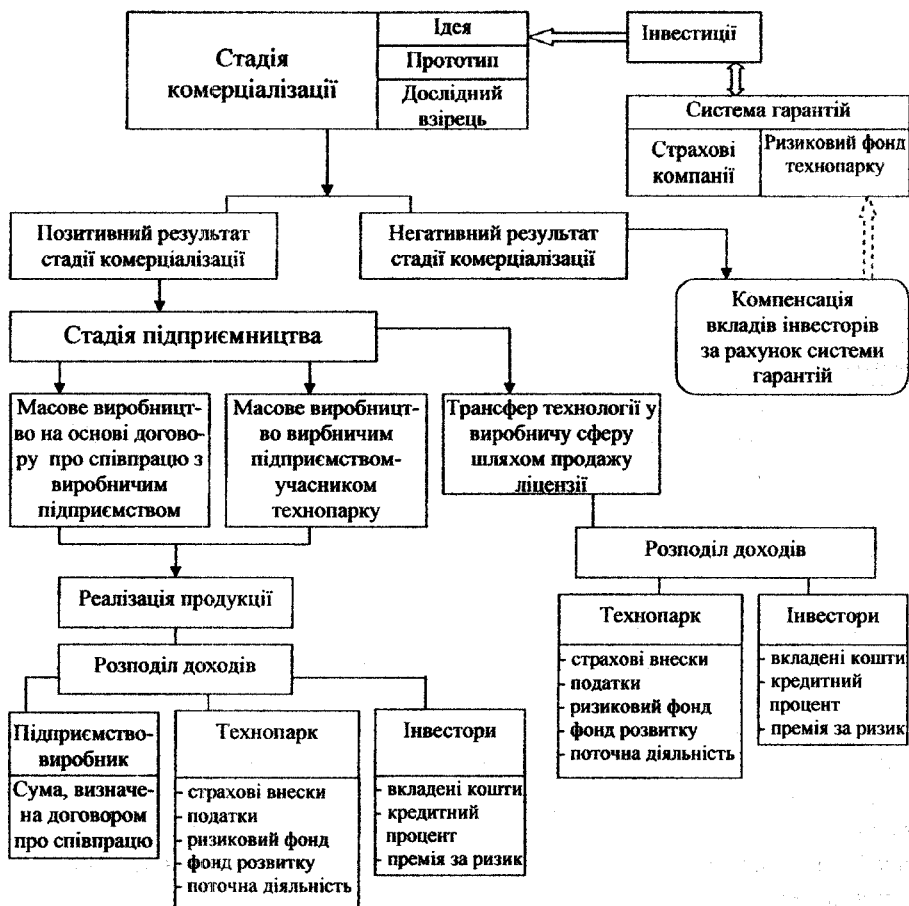 Стадія
комерціалізації
Ідея
Прототип
Дослідний
взірець
Інвестиції
Система гарантій
Страхові
компанії
Ризиковий фонд
технопарку
Позитивний результат
стадії комерціалізації
Негативний результат
стадії комерціалізації
Компенсація
вкладів інвесторів
за рахунок системи
гарантій
Стадія підприємництва
Масове виробницт-
во на основі догово-
ру про співпрацю з
виробничим
підприємством
Масове виробницт-
во вирбничим
підприємством-
учасником
технопарку
Трансфер технології у
виробничу сферу
шляхом продажу
ліцензії
Реалізація продукції
Розподіл доходів
Підприємство-
виробник
Сума, визначе-
на договором
про співпрацю
Технопарк
- страхові внески
- податки
- ризиковий фонд
- фонд розвитку
- поточна діяльність
Інвестори
- вкладені кошти
- кредитний
процент
- премія за ризик
Розподіл доходів
Технопарк
- страхові внески
- податки
- ризиковий фонд
- фонд розвитку
- поточна діяльність
Інвестори
- вкладені кошти
- кредитний
процент
- премія за ризик